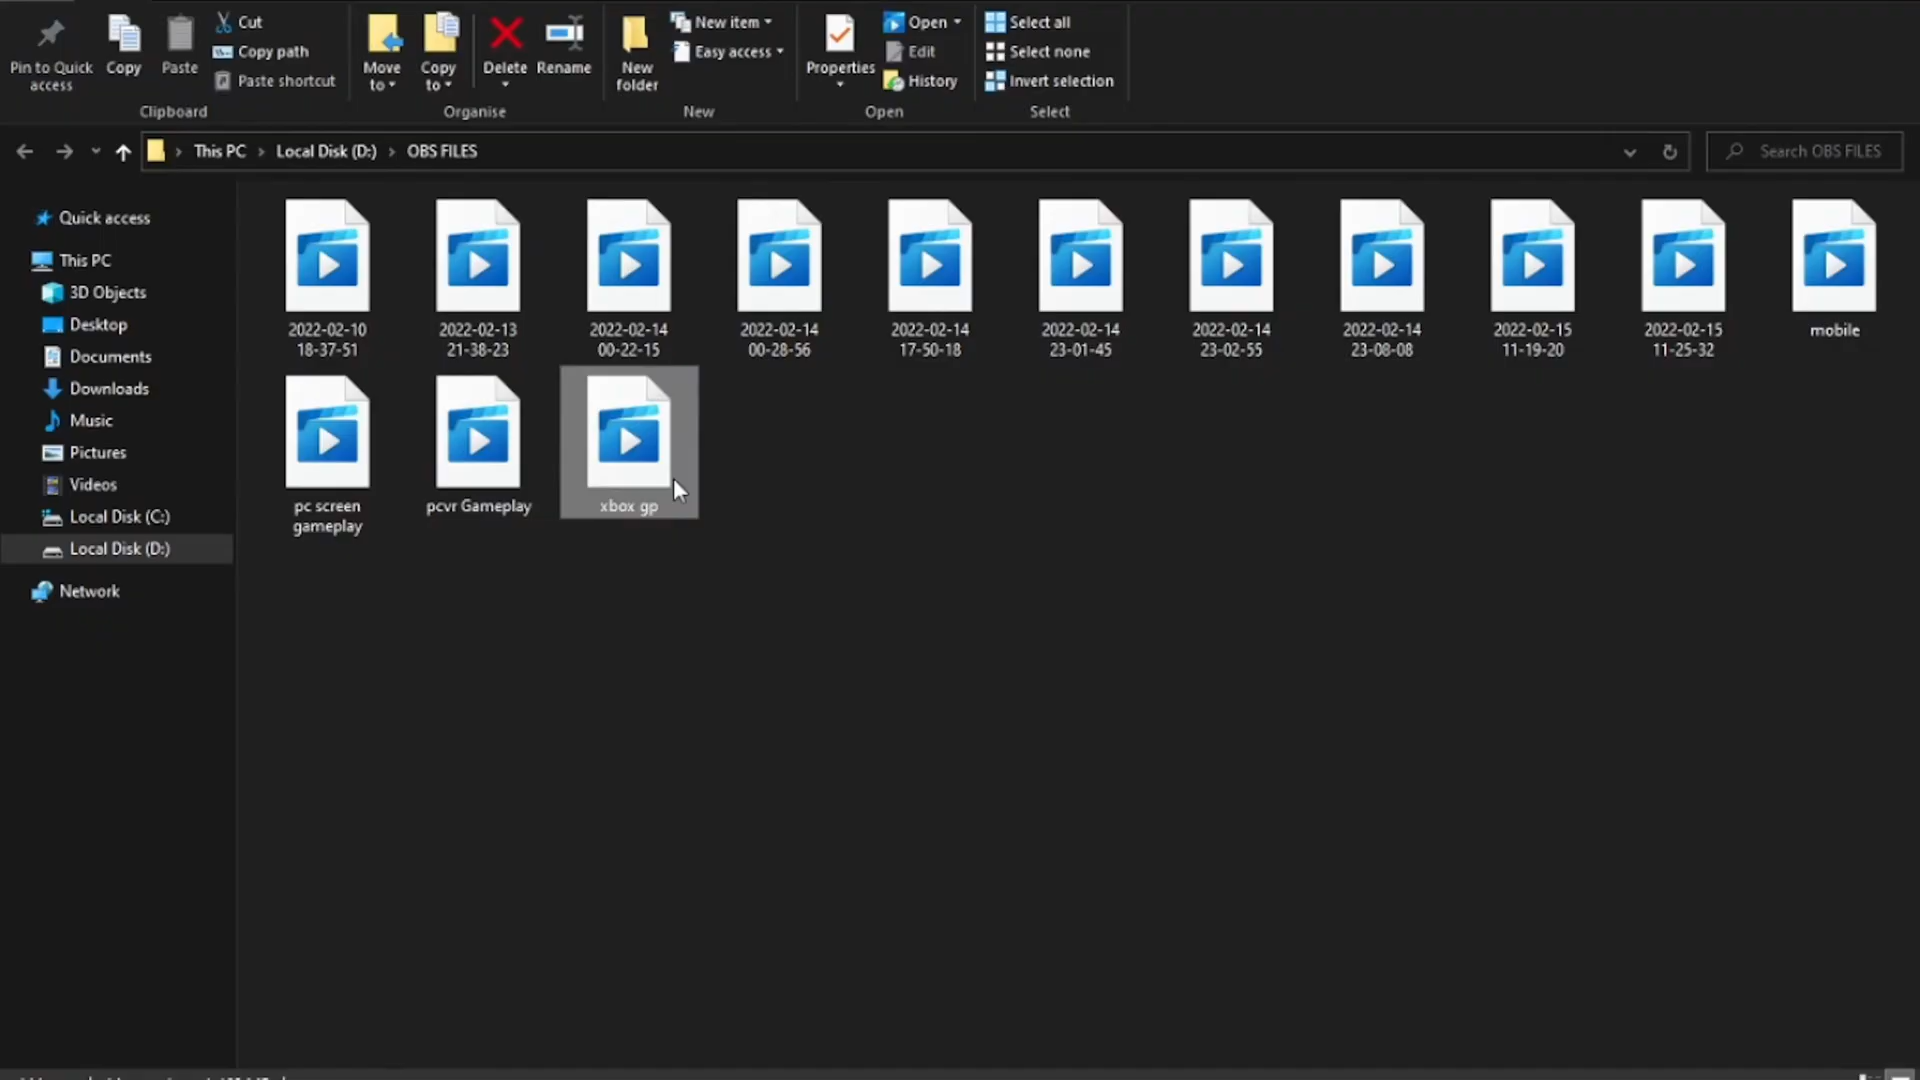 Cut
New item
Open
Select all
Copy path
Easy access
Edit
Select none
Pin to Quick access
Copy
Paste
Paste shortcut
Move to
Copy to
Delete
Rename
New folder
Properties
History
Invert selection
Clipboard
Organise
New
Open
Select
This PC
Local Disk (D:)
OBS FILES
Search OBS FILES
Quick access
This PC
3D Objects
Desktop
Documents
Downloads
Music
Pictures
Videos
Local Disk (C:)
Local Disk (D:)
Network
2022-02-10
18-37-51
2022-02-13
21-38-23
2022-02-14
00-22-15
2022-02-14
00-28-56
2022-02-14
17-50-18
2022-02-14
23-01-45
2022-02-14
23-02-55
2022-02-14
23-08-08
2022-02-15
11-19-20
2022-02-15
11-25-32
mobile
pc screen
gameplay
pcvr Gameplay
xbox gp